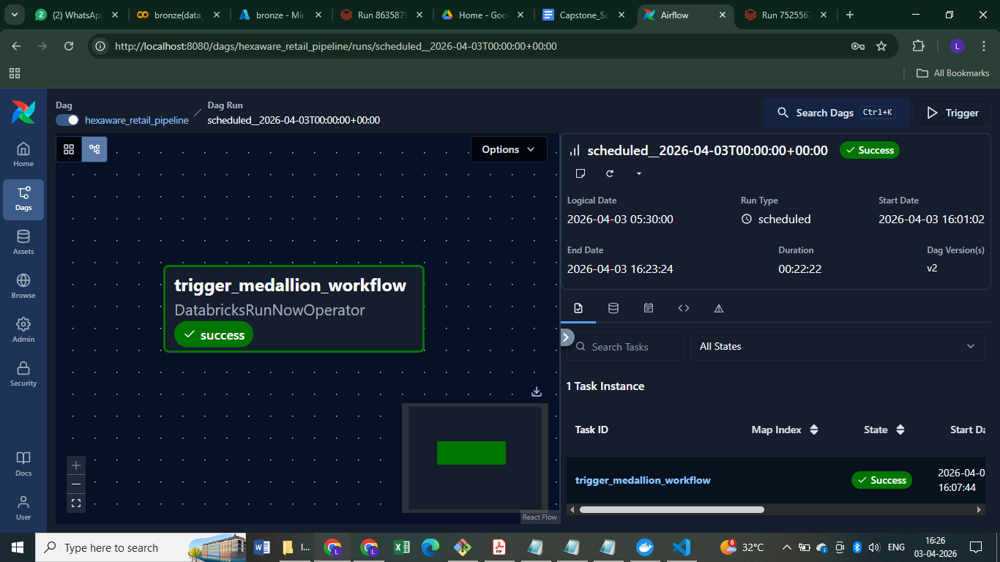 2 (2) WhatsAp
bronze(data_
bronze - Mic
Run 8635879
Home - Goo
Capstone_Sc
Airflow
Run 7525567
http://localhost:8080/dags/hexaware_retail_pipeline/runs/scheduled__2026-04-03T00:00:00+00:00
L
All Bookmarks
Dag
hexaware_retail_pipeline
Dag Run
scheduled__2026-04-03T00:00:00+00:00
Search Dags Ctrl+K
Trigger
Home
Dags
Assets
Browse
Admin
Security
Docs
User
Options
trigger_medallion_workflow
DatabricksRunNowOperator
success
React Flow
scheduled__2026-04-03T00:00:00+00:00 Success
Logical Date
2026-04-03 05:30:00
Run Type
scheduled
Start Date
2026-04-03 16:01:02
End Date
2026-04-03 16:23:24
Duration
00:22:22
Dag Version(s)
v2
Search Tasks
All States
1 Task Instance
Task ID Map Index State Start Da
trigger_medallion_workflow Success 2026-04-0
16:07:44
Type here to search
I...
6 32°C
ENG
16:26
03-04-2026